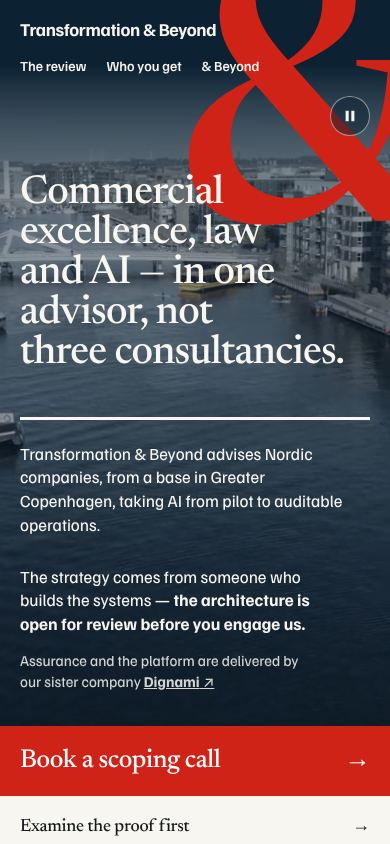 Transformation & Beyond
The review Who you get & Beyond
&
Commercial
excellence, law
and AI — in one
advisor, not
three consultancies.
Transformation & Beyond advises Nordic
companies, from a base in Greater
Copenhagen, taking AI from pilot to auditable
operations.
The strategy comes from someone who
builds the systems — the architecture is
open for review before you engage us.
Assurance and the platform are delivered by
our sister company Dignami ↗
Book a scoping call →
Examine the proof first →